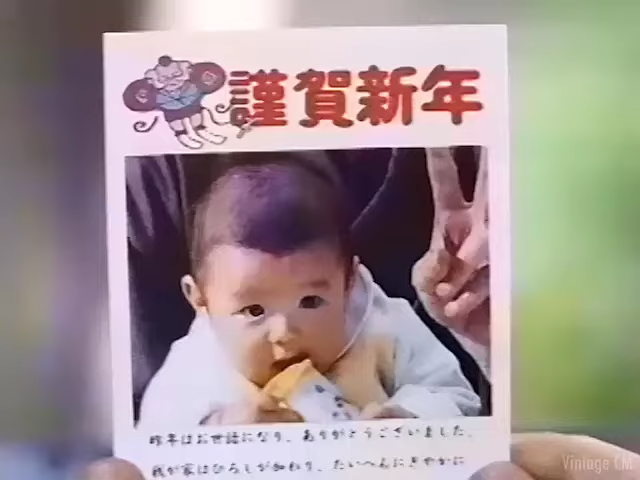 謹賀新年
昨年はお世話になり、ありがとうございました。
我が家はひろしが加わり、たいへんにぎやかに
Vintage CM